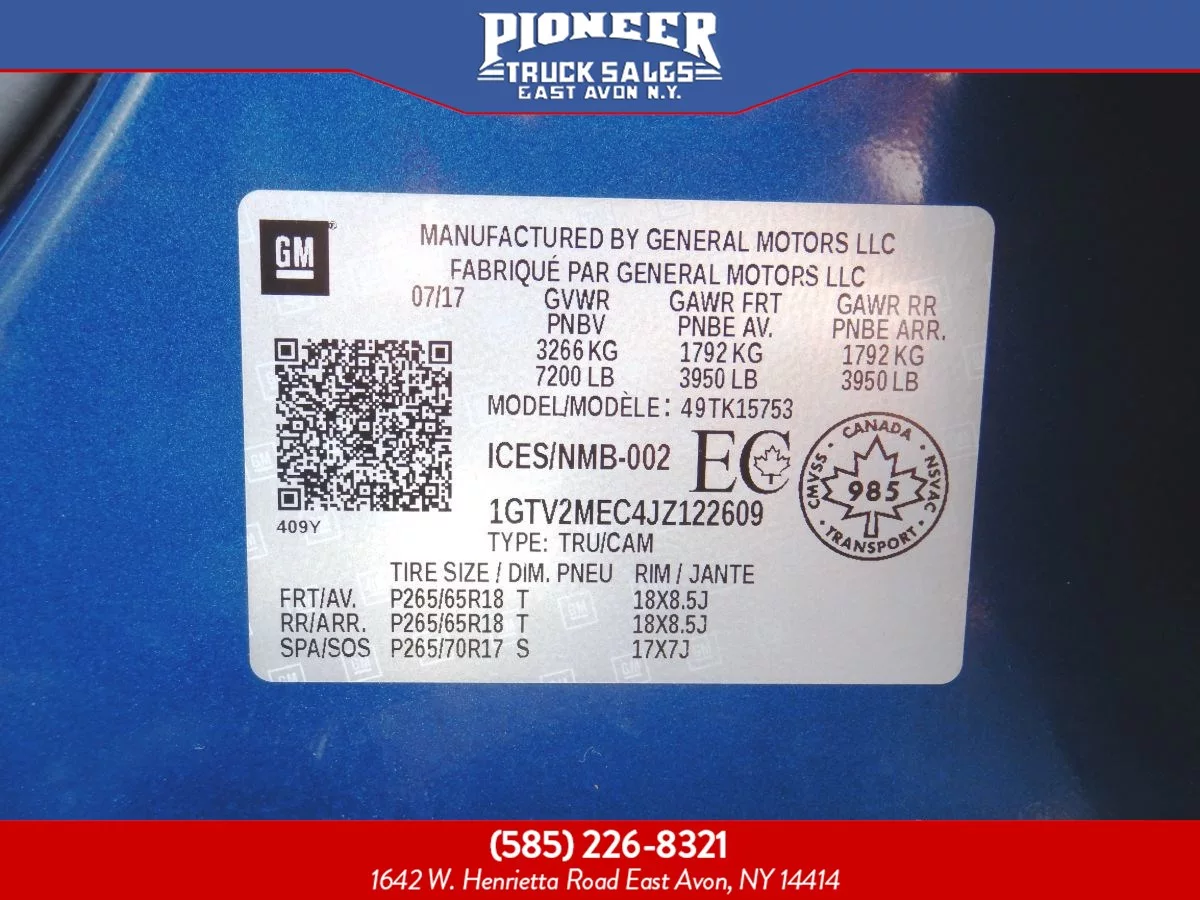 PIONEER
TRUCK SALES
EAST AVON N.Y.
GM
MANUFACTURED BY GENERAL MOTORS LLC
FABRIQUÉ PAR GENERAL MOTORS LLC
07/17 GVWR GAWR FRT GAWR RR
PNBV PNBE AV. PNBE ARR.
3266 KG 1792 KG 1792 KG
7200 LB 3950 LB 3950 LB
MODEL/MODÈLE: 49TK15753
ICES/NMB-002 EC
CANADA
CMVSS 985 NSVAC
TRANSPORT
409Y
1GTV2MEC4JZ122609
TYPE: TRU/CAM
TIRE SIZE / DIM. PNEU RIM / JANTE
FRT/AV. P265/65R18 T 18X8.5J
RR/ARR. P265/65R18 T 18X8.5J
SPA/SOS P265/70R17 S 17X7J
(585) 226-8321
1642 W. Henrietta Road East Avon, NY 14414